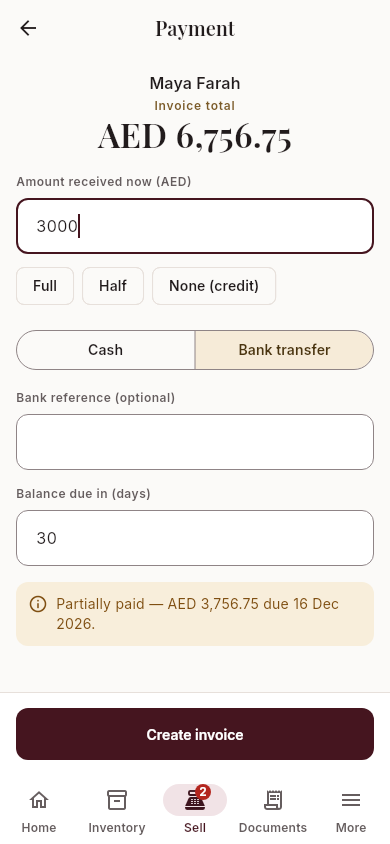 Payment
Maya Farah
Invoice total
AED 6,756.75
Amount received now (AED)
3000
Full
Half
None (credit)
Cash
Bank transfer
Bank reference (optional)
Balance due in (days)
30
Partially paid — AED 3,756.75 due 16 Dec
2026.
Create invoice
2
Home
Inventory
Sell
Documents
More